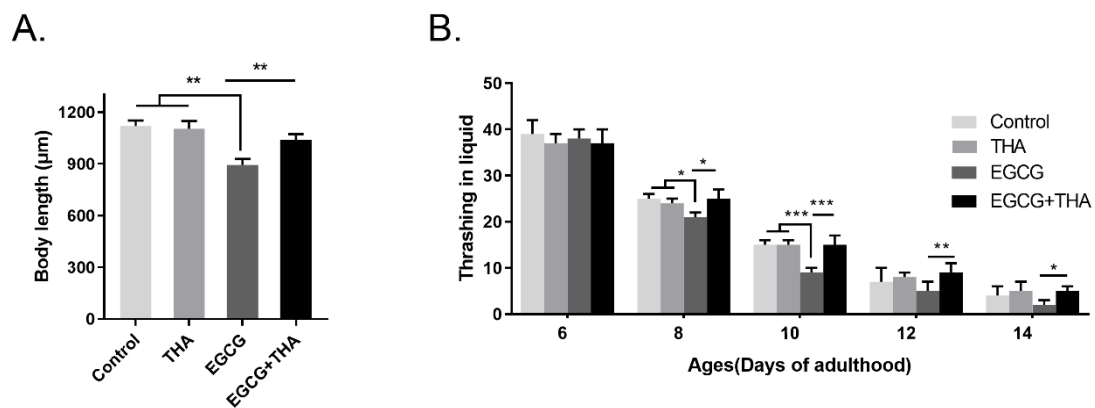 A.
B.
**
**
1200
900
600
300
0
Body length (µm)
Control
THA
EGCG
EGCG+THA
50
40
30
20
10
0
Thrashing in liquid
*
*
***
***
**
*
Control
THA
EGCG
EGCG+THA
6 8 10 12 14
Ages(Days of adulthood)